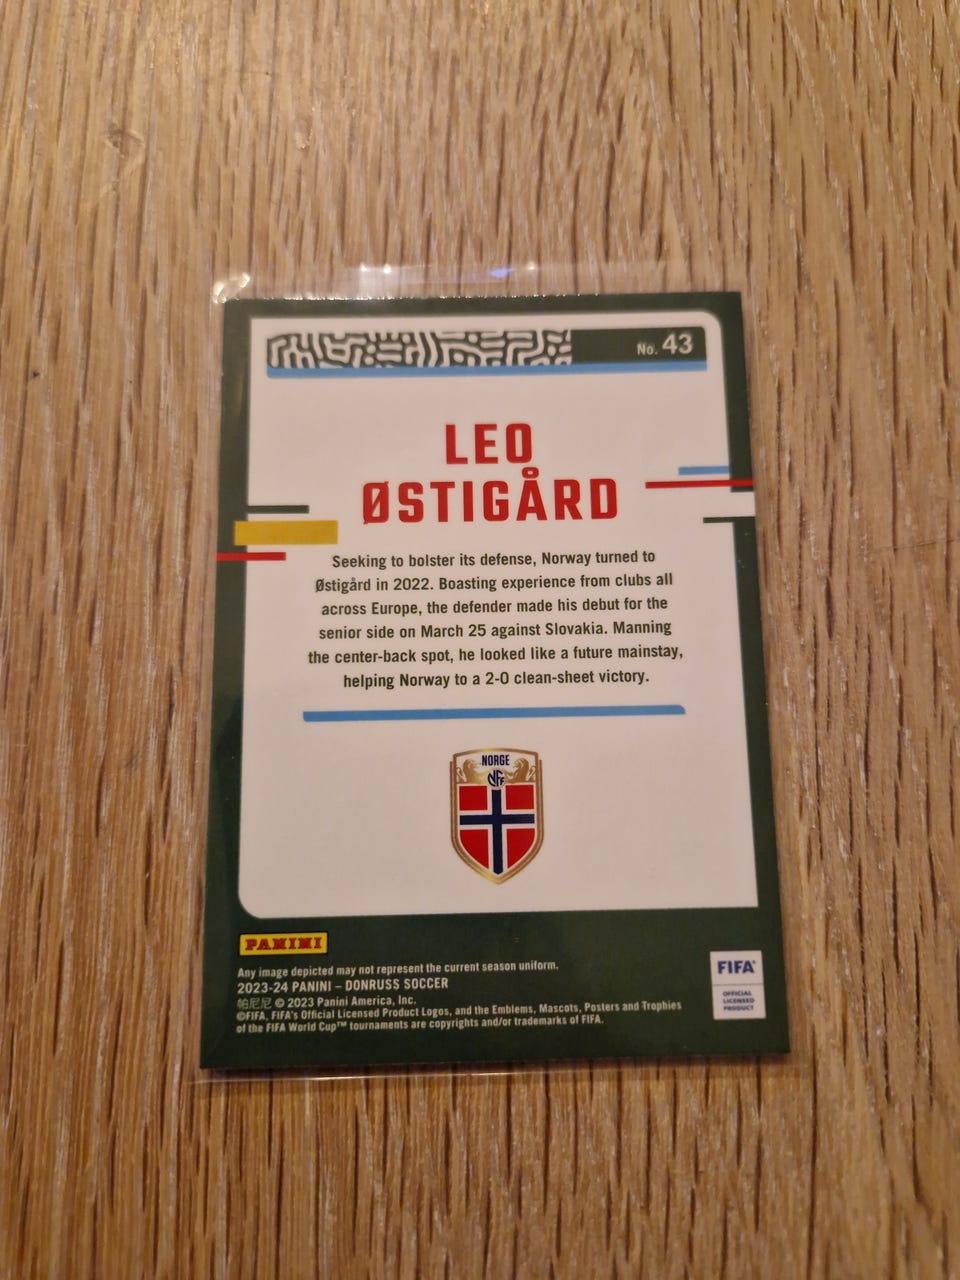 No. 43
LEO
ØSTIGÅRD
Seeking to bolster its defense, Norway turned to
Østigård in 2022. Boasting experience from clubs all
across Europe, the defender made his debut for the
senior side on March 25 against Slovakia. Manning
the center-back spot, he looked like a future mainstay,
helping Norway to a 2-0 clean-sheet victory.
NORGE
NFF
PANINI
Any image depicted may not represent the current season uniform.
2023-24 PANINI – DONRUSS SOCCER
帕尼尼 © 2023 Panini America, Inc.
©FIFA, FIFA's Official Licensed Product Logos, and the Emblems, Mascots, Posters and Trophies
of the FIFA World Cup™ tournaments are copyrights and/or trademarks of FIFA.
FIFA
OFFICIAL
LICENSED
PRODUCT